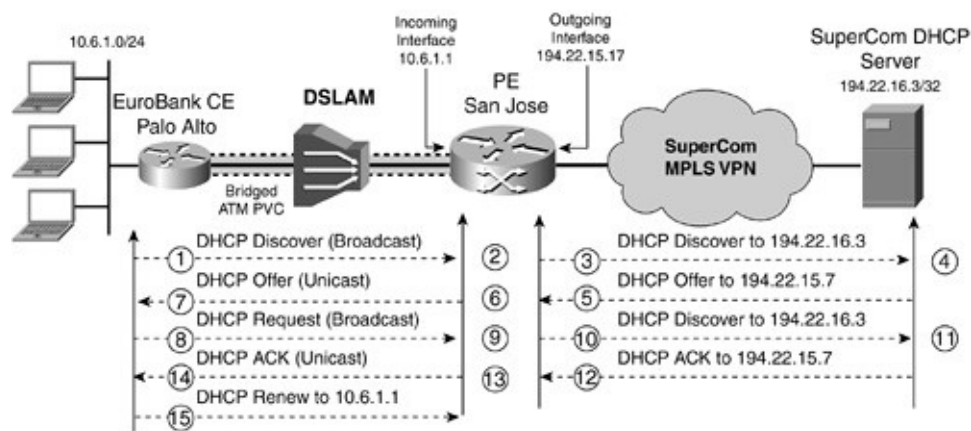 10.6.1.0/24
Incoming
Interface
10.6.1.1
Outgoing
Interface
194.22.15.17
SuperCom DHCP
Server
194.22.16.3/32
EuroBank CE
Palo Alto
DSLAM
PE
San Jose
SuperCom
MPLS VPN
Bridged
ATM PVC
DHCP Discover (Broadcast)
1
2
DHCP Discover to 194.22.16.3
3
4
DHCP Offer (Unicast)
7
6
DHCP Offer to 194.22.15.7
5
DHCP Request (Broadcast)
8
9
DHCP Discover to 194.22.16.3
10
11
DHCP ACK (Unicast)
14
13
DHCP ACK to 194.22.15.7
12
DHCP Renew to 10.6.1.1
15